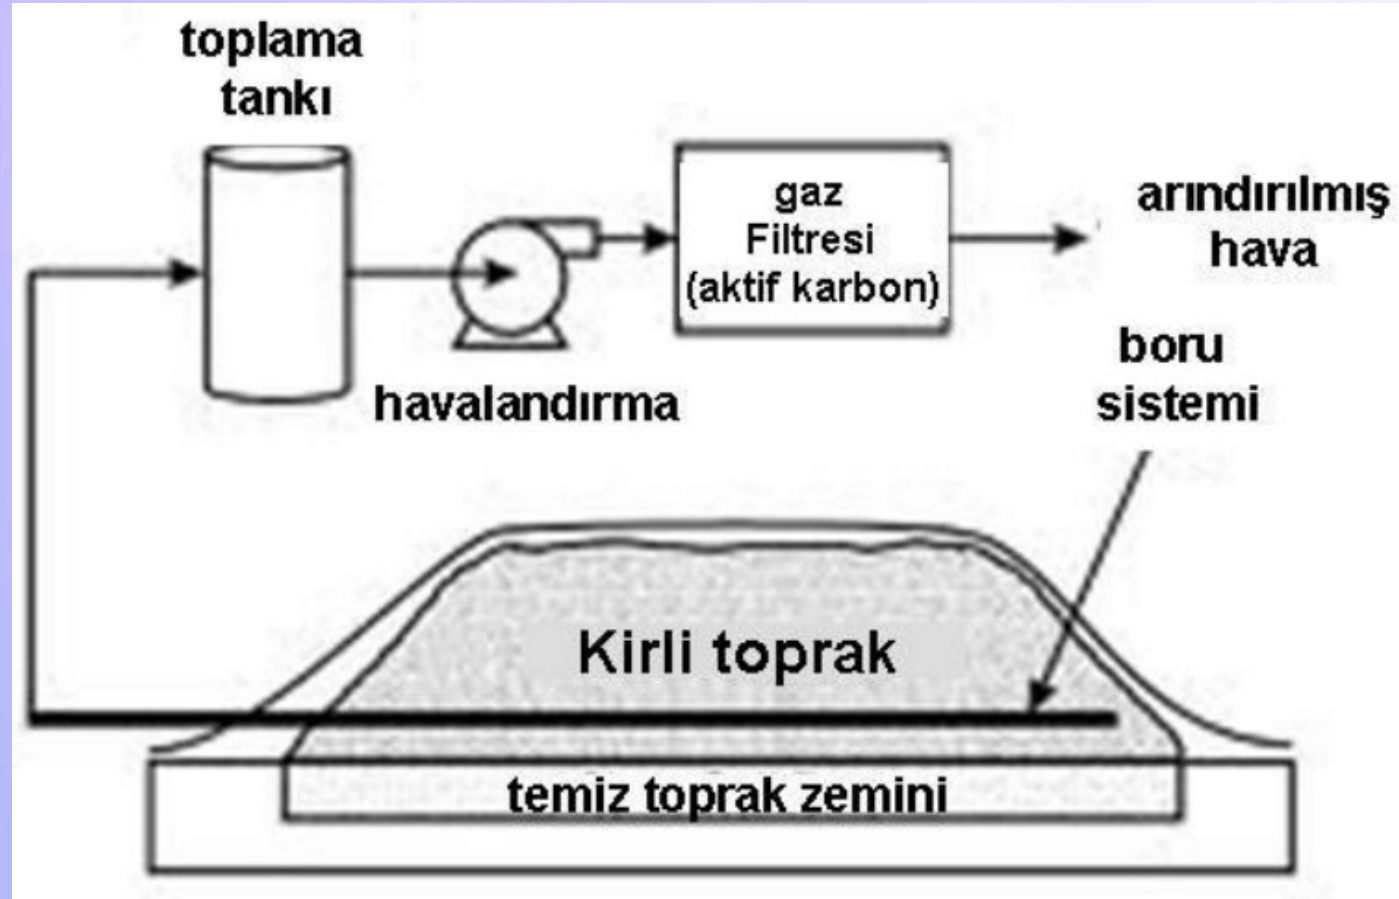 toplama
tankı
gaz
Filtresi
(aktif karbon)
arındırılmış
hava
havalandırma
boru
sistemi
Kirli toprak
temiz toprak zemini